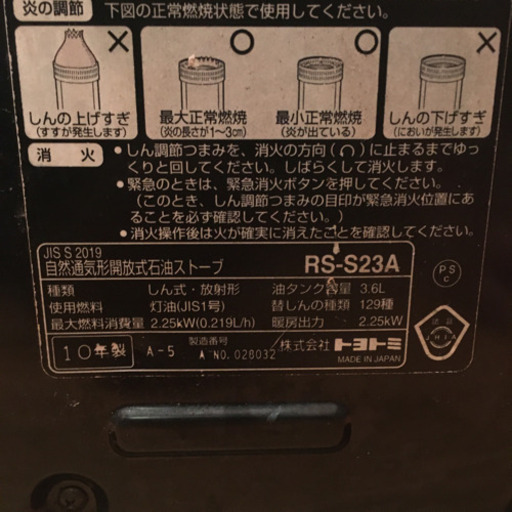 炎の調節 下図の正常燃焼状態で使用してください。
しんの上げすぎ
(すすが発生します)
最大正常燃焼
(炎の長さが1〜3cm)
最小正常燃焼
(炎が出ている)
しんの下げすぎ
(においが発生します)
消火
●しん調節つまみを、消火の方向(∩)に止まるまでゆっ
くりと回してください。しばらくして消火します。
●緊急のときは、緊急消火ボタンを押してください。
(このとき、しん調節つまみの目印が緊急消火位置にあ
ることを必ず確認してください。)
●消火操作後は火が確実に消えたことを確認してください。
JIS S 2019
自然通気形開放式石油ストーブ RS-S23A
種類 しん式・放射形 油タンク容量 3.6L
使用燃料 灯油(JIS1号) 替しんの種類 129種
最大燃料消費量 2.25kW(0.219L/h) 暖房出力 2.25kW
10年製 A-5 製造番号 A NO. 028032 株式会社 トヨトミ
MADE IN JAPAN
PS
C
JHIA